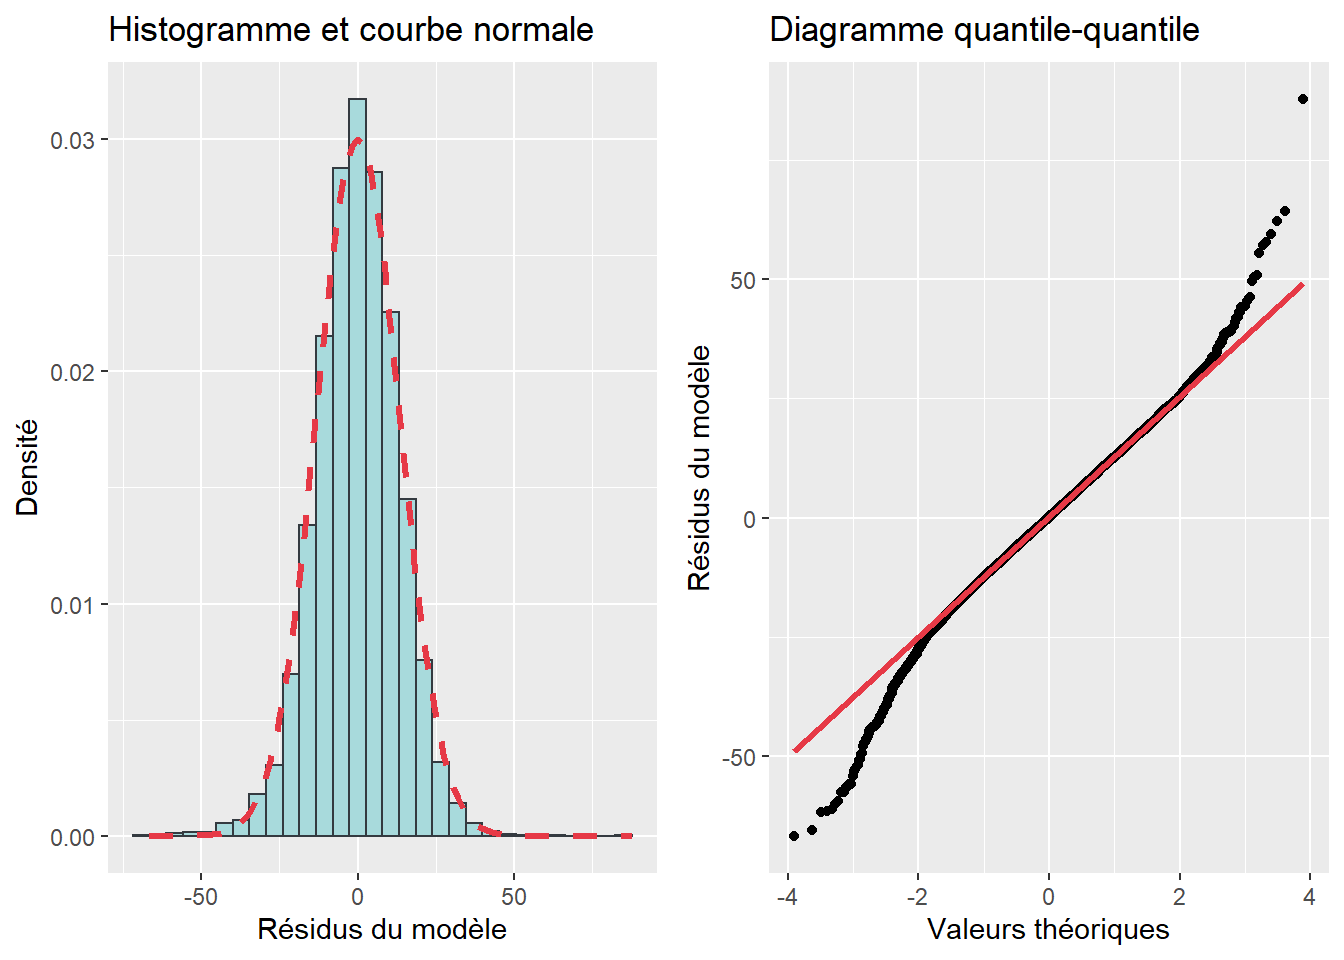 Histogramme et courbe normale
Densité
0.03
0.02
0.01
0.00
-50 0 50
Résidus du modèle
Diagramme quantile-quantile
Résidus du modèle
50
0
-50
-4 -2 0 2 4
Valeurs théoriques